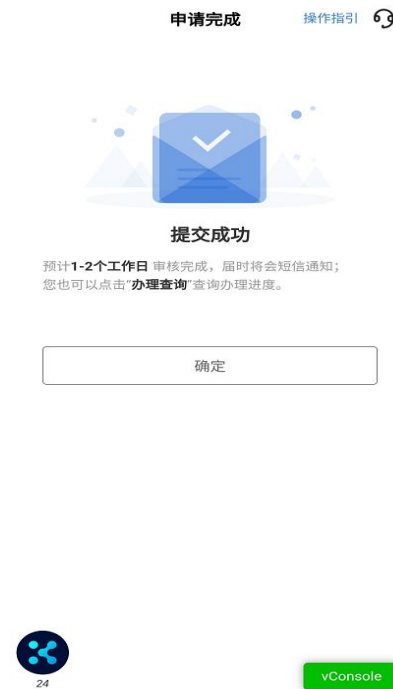 申请完成
操作指引
提交成功
预计1-2个工作日 审核完成，届时将会短信通知；
您也可以点击“办理查询”查询办理进度。
确定
24
vConsole